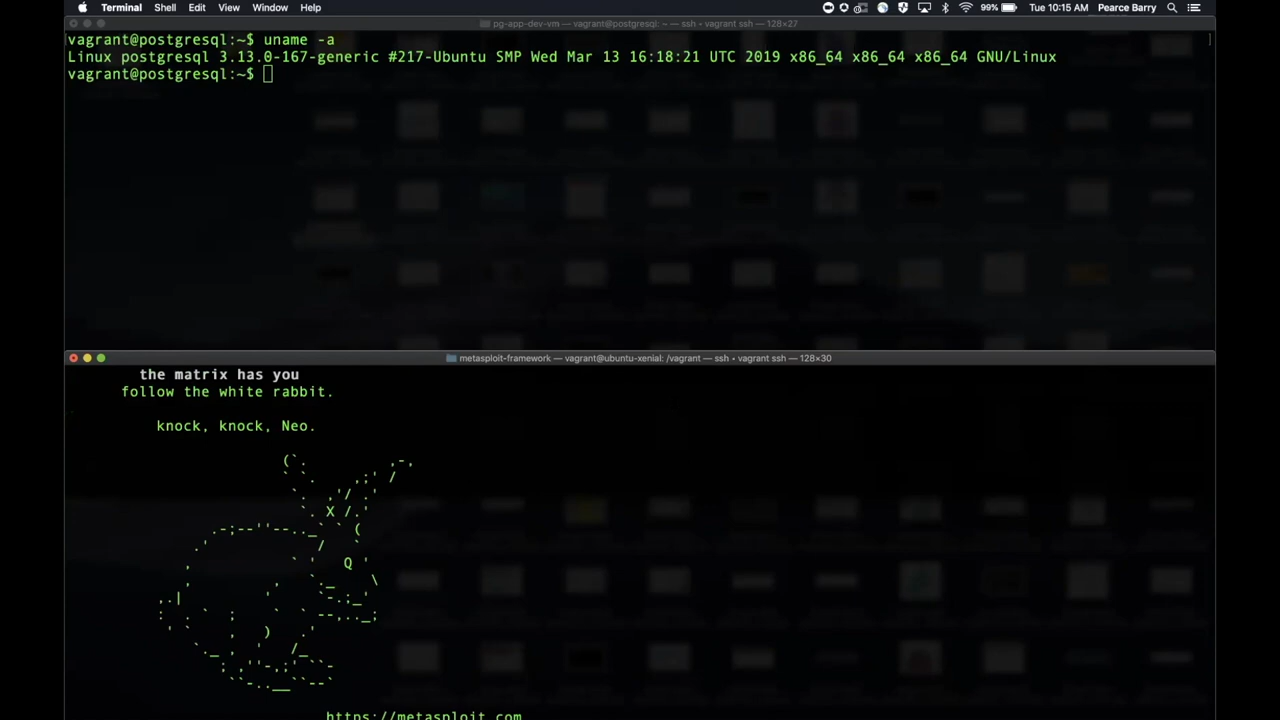 Terminal Shell Edit View Window Help 99% Tue 10:15 AM Pearce Barry
pg-app-dev-vm — vagrant@postgresql: ~ — ssh • vagrant ssh — 128×27
vagrant@postgresql:~$ uname -a
Linux postgresql 3.13.0-167-generic #217-Ubuntu SMP Wed Mar 13 16:18:21 UTC 2019 x86_64 x86_64 x86_64 GNU/Linux
vagrant@postgresql:~$
metasploit-framework — vagrant@ubuntu-xenial: /vagrant — ssh • vagrant ssh — 128×30
the matrix has you
follow the white rabbit.
knock, knock, Neo.
https://metasploit.com